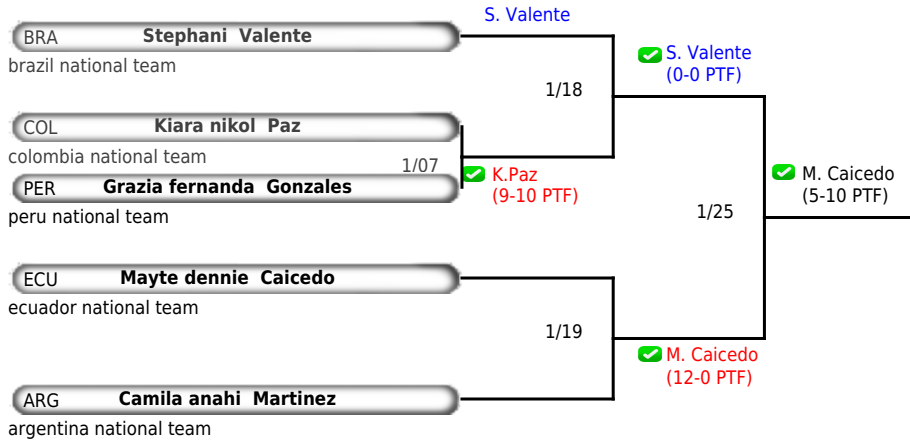 S. Valente
BRA Stephani Valente
brazil national team
S. Valente
(0-0 PTF)
1/18
COL Kiara nikol Paz
colombia national team
1/07
K.Paz
(9-10 PTF)
PER Grazia fernanda Gonzales
peru national team
M. Caicedo
(5-10 PTF)
1/25
ECU Mayte dennie Caicedo
ecuador national team
1/19
M. Caicedo
(12-0 PTF)
ARG Camila anahi Martinez
argentina national team